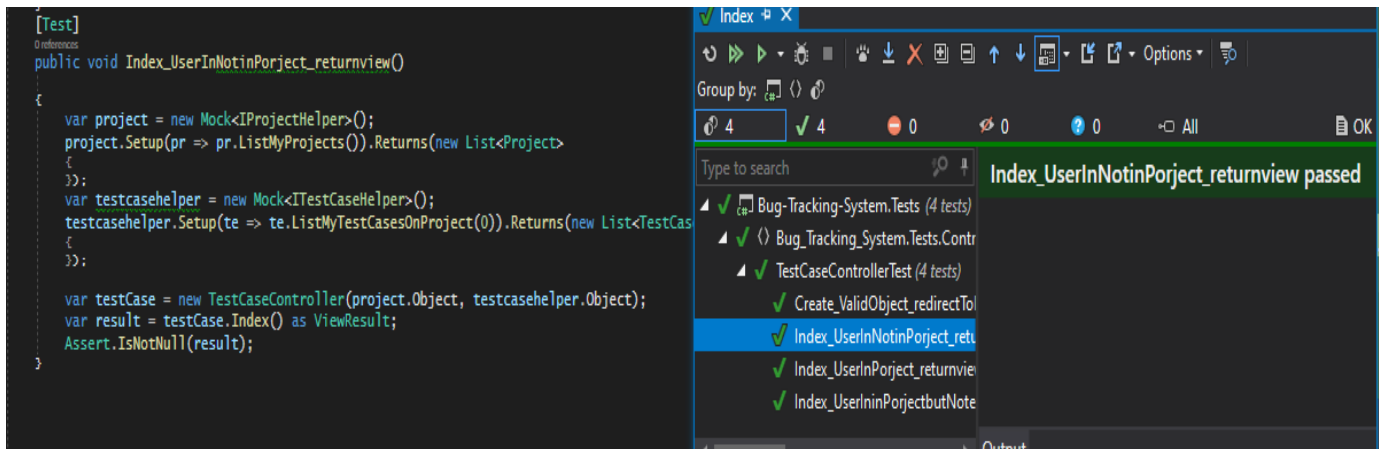 [Test]
0 references
public void Index_UserInNotinPorject_returnview()
{
var project = new Mock<IProjectHelper>();
project.Setup(pr => pr.ListMyProjects()).Returns(new List<Project>
{
});
var testcasehelper = new Mock<ITestCaseHelper>();
testcasehelper.Setup(te => te.ListMyTestCasesOnProject(0)).Returns(new List<TestCas
{
});
var testCase = new TestCaseController(project.Object, testcasehelper.Object);
var result = testCase.Index() as ViewResult;
Assert.IsNotNull(result);
}
Index
Options
Group by:
4 4 0 0 0 All OK
Type to search
Bug-Tracking-System.Tests (4 tests)
Bug_Tracking_System.Tests.Contr
TestCaseControllerTest (4 tests)
Create_ValidObject_redirectToI
Index_UserInNotinPorject_retu
Index_UserInPorject_returnvie
Index_UserIninPorjectbutNote
Index_UserInNotinPorject_returnview passed
Output